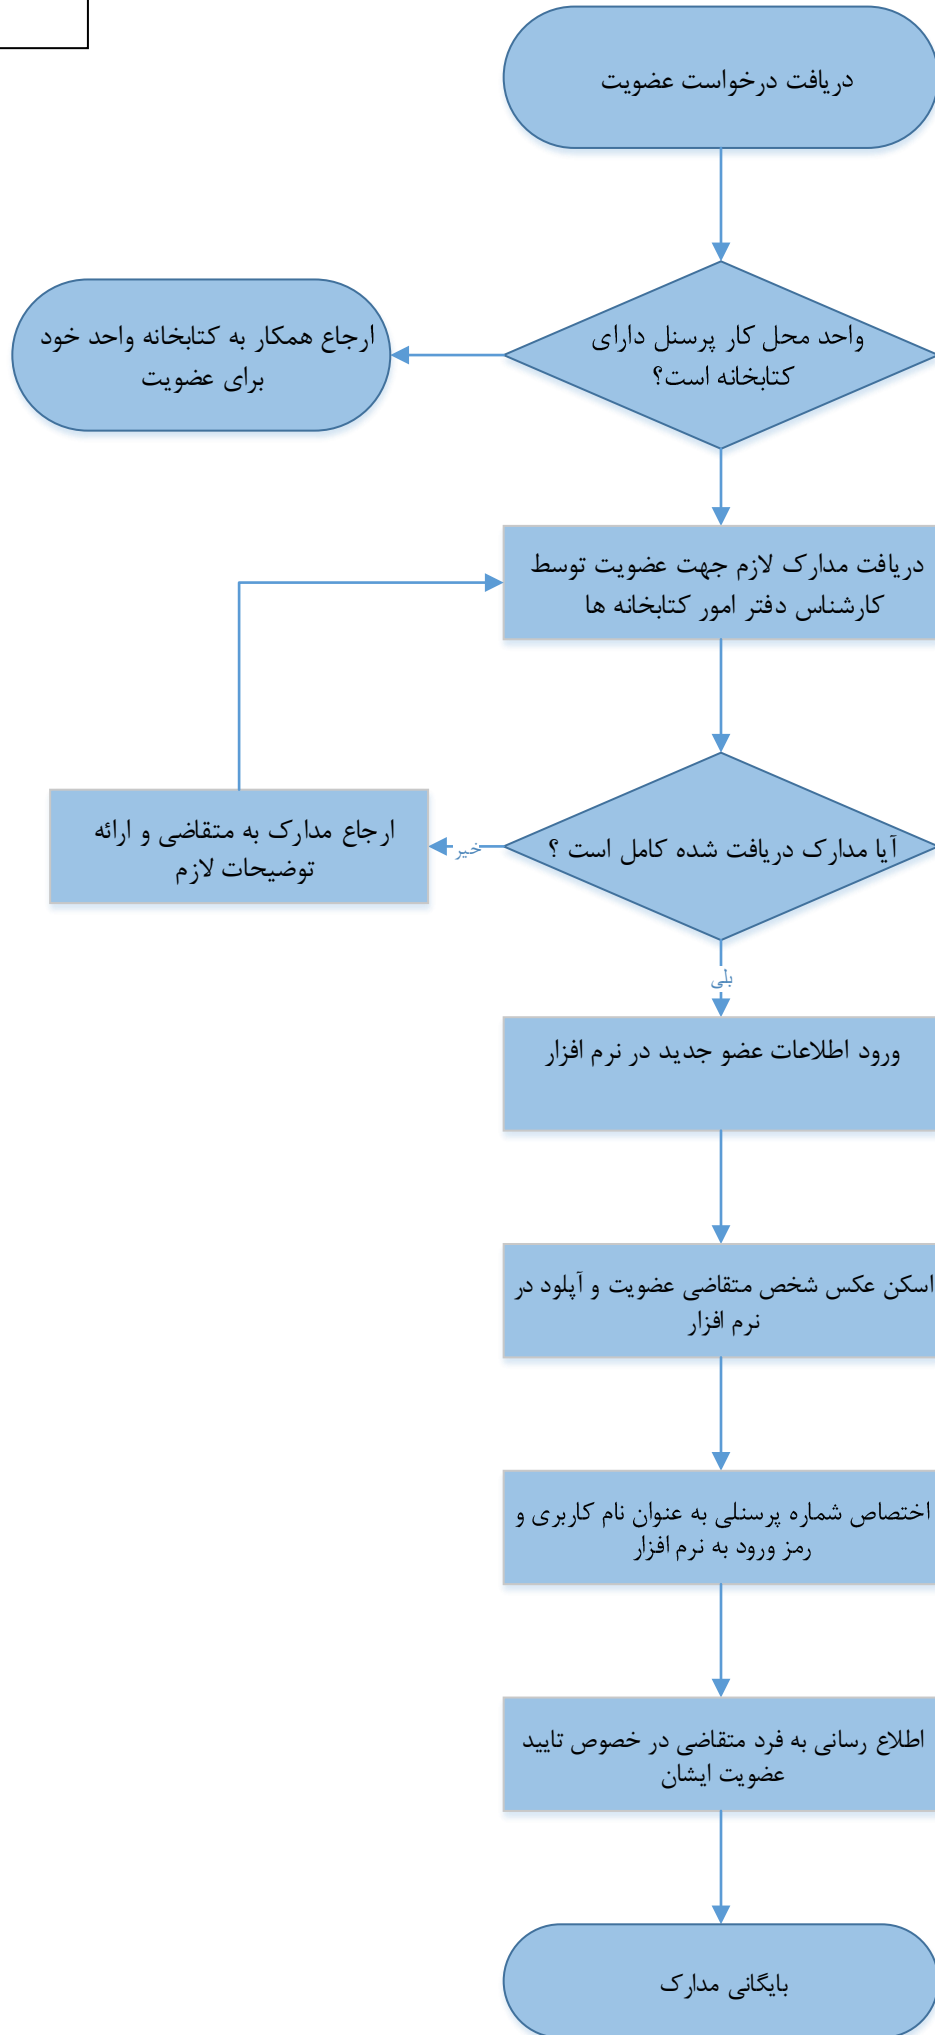 دریافت درخواست عضویت
واحد محل کار پرسنل دارای
کتابخانه است؟
ارجاع همکار به کتابخانه واحد خود
برای عضویت
دریافت مدارک لازم جهت عضویت توسط
کارشناس دفتر امور کتابخانه ها
آیا مدارک دریافت شده کامل است ؟
خیر
ارجاع مدارک به متقاضی و ارائه
توضیحات لازم
بلی
ورود اطلاعات عضو جدید در نرم افزار
اسکن عکس شخص متقاضی عضویت و آپلود در
نرم افزار
اختصاص شماره پرسنلی به عنوان نام کاربری و
رمز ورود به نرم افزار
اطلاع رسانی به فرد متقاضی در خصوص تایید
عضویت ایشان
بایگانی مدارک